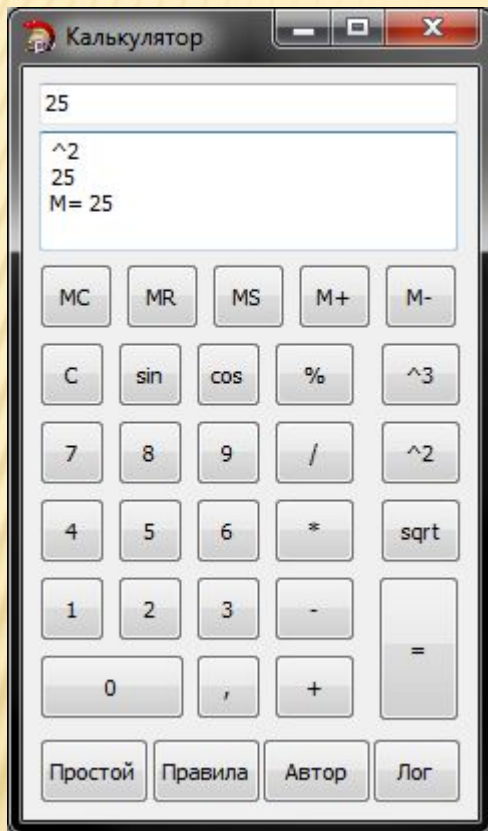 Калькулятор
25
^2
25
M= 25
MC MR MS M+ M-
C sin cos % ^3
7 8 9 / ^2
4 5 6 * sqrt
1 2 3 - =
0 , +
Простой Правила Автор Лог